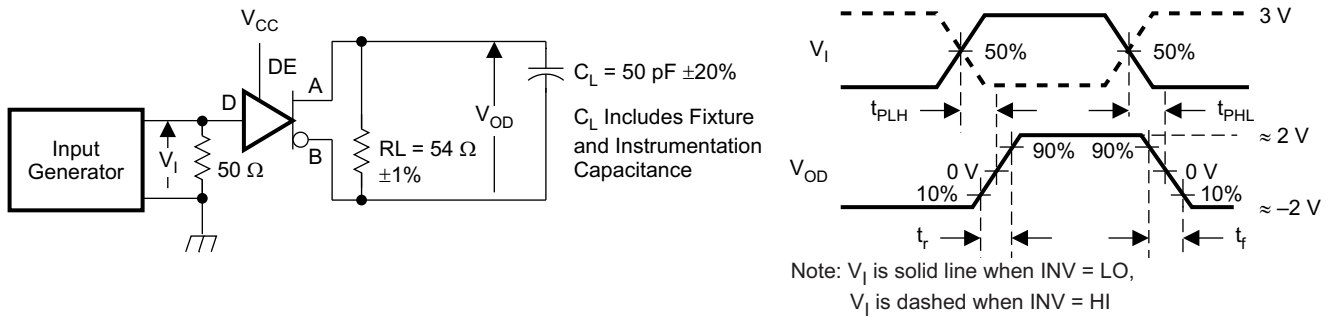 V_CC
DE
D
A
B
Input
Generator
V_I
50 Ω
RL = 54 Ω
±1%
V_OD
C_L = 50 pF ±20%
C_L Includes Fixture
and Instrumentation
Capacitance
V_I
3 V
50%
50%
t_PLH
t_PHL
V_OD
≈ 2 V
90%
90%
0 V
0 V
10%
10%
≈ –2 V
t_r
t_f
Note: V_I is solid line when INV = LO,
V_I is dashed when INV = HI